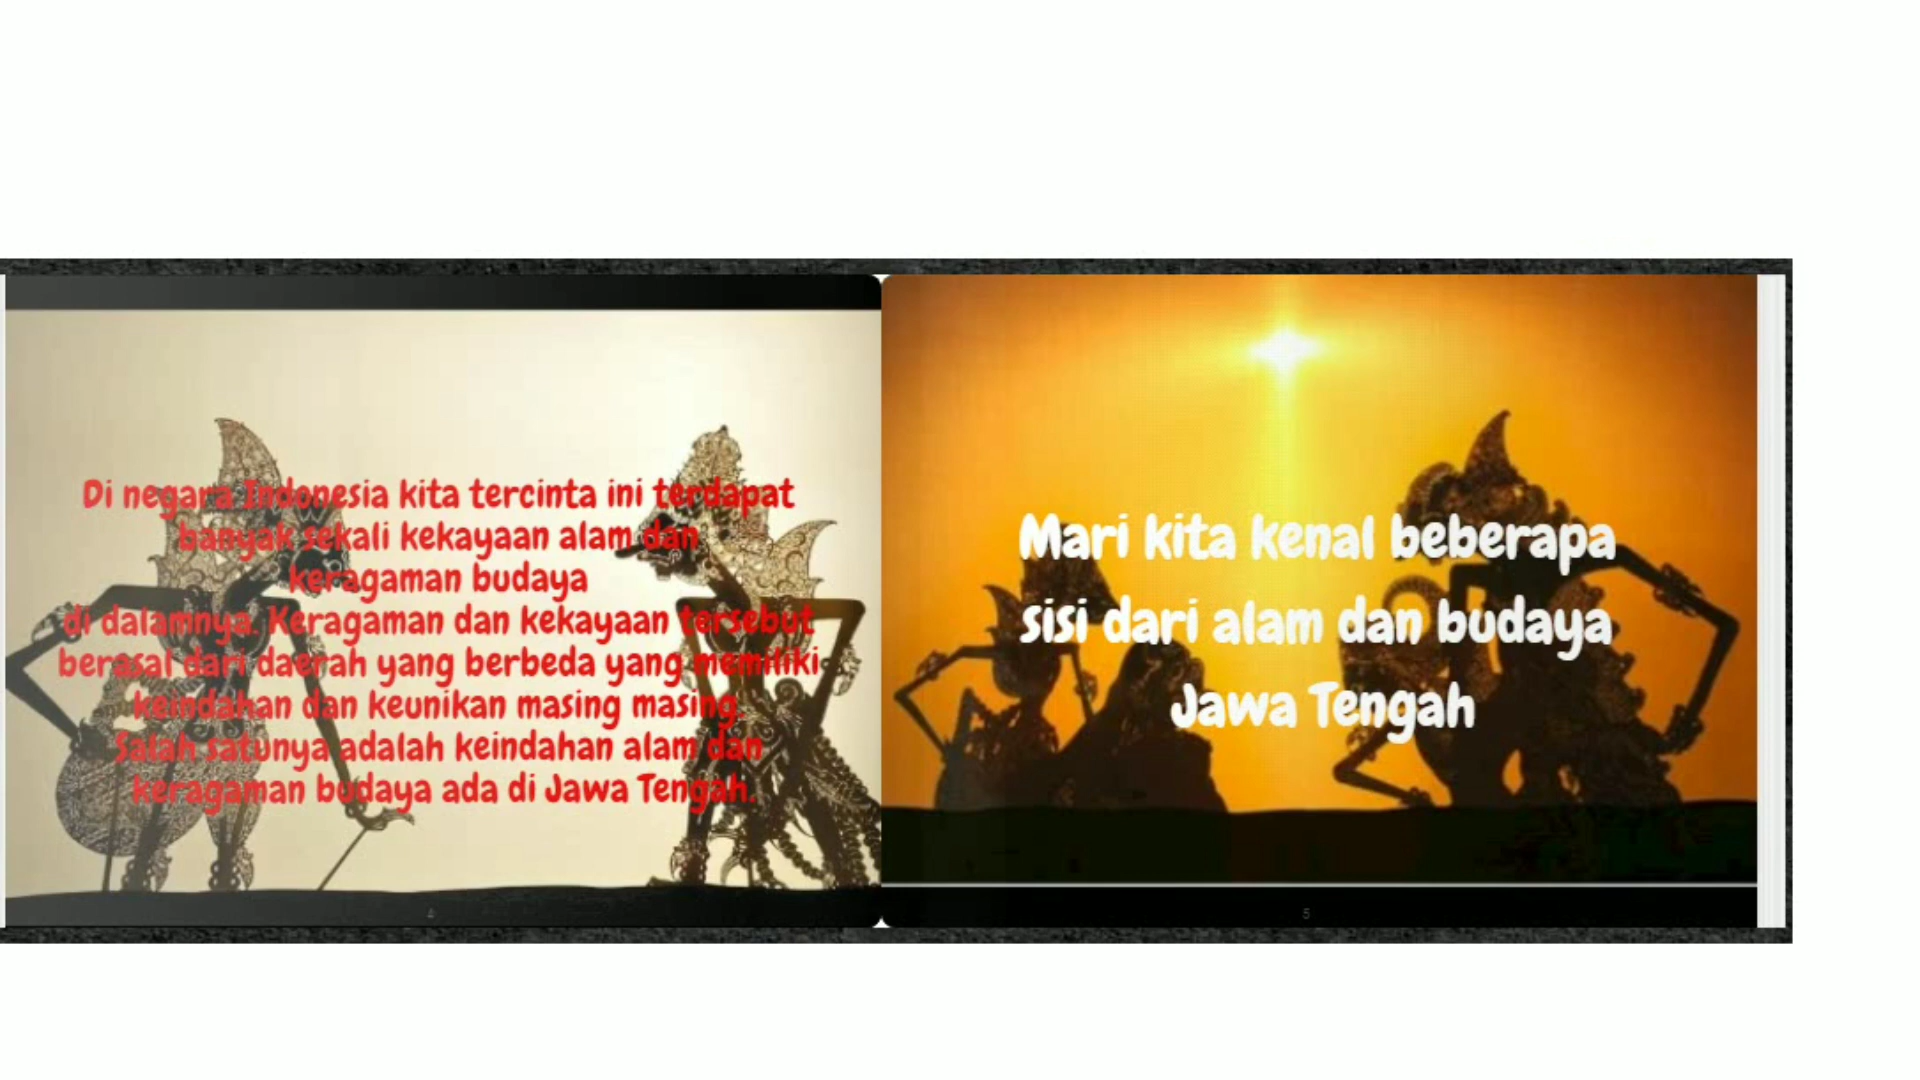 Di negara Indonesia kita tercinta ini terdapat
banyak sekali kekayaan alam dan
keragaman budaya
di dalamnya. Keragaman dan kekayaan tersebut
berasal dari daerah yang berbeda yang memiliki
keindahan dan keunikan masing masing.
Salah satunya adalah keindahan alam dan
keragaman budaya ada di Jawa Tengah.
4
Mari kita kenal beberapa
sisi dari alam dan budaya
Jawa Tengah
5